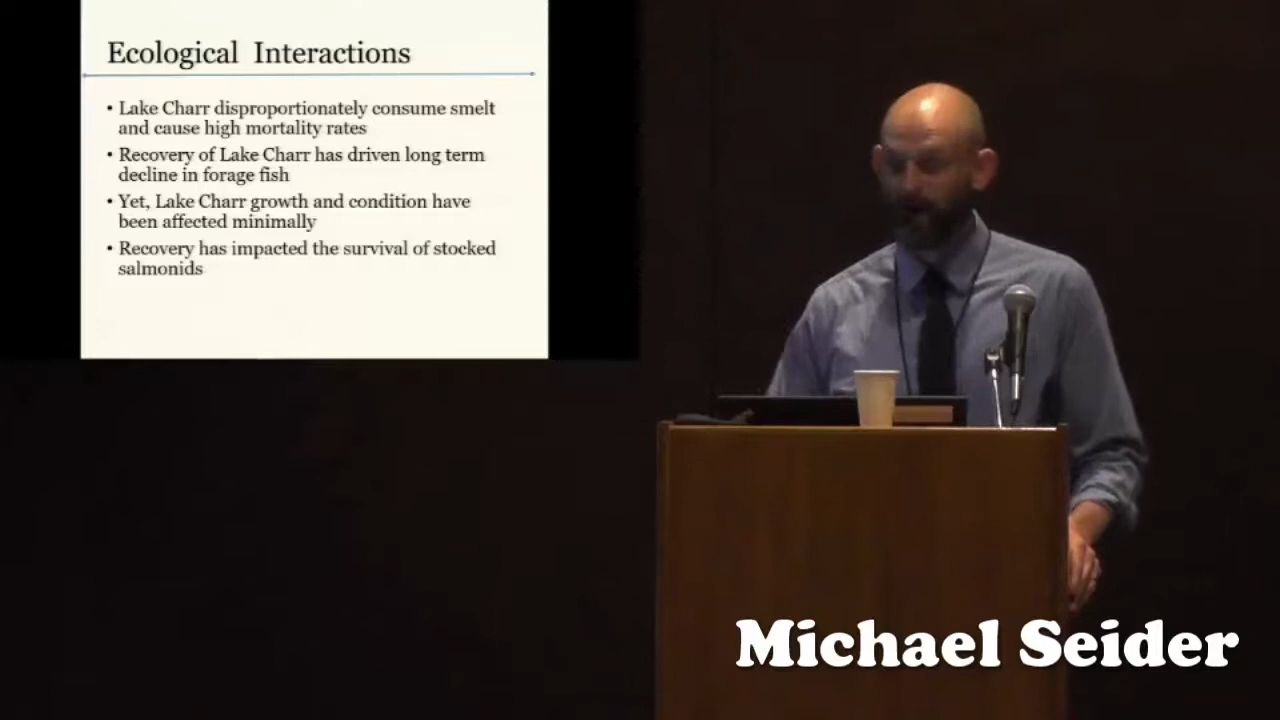 Ecological Interactions
• Lake Charr disproportionately consume smelt
and cause high mortality rates
• Recovery of Lake Charr has driven long term
decline in forage fish
• Yet, Lake Charr growth and condition have
been affected minimally
• Recovery has impacted the survival of stocked
salmonids
Michael Seider